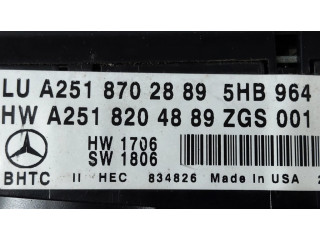 LU A251 870 28 89 5HB 964
HW A251 820 48 89 ZGS 001
HW 1706
SW 1806
BHTC II HEC 834826 Made in USA